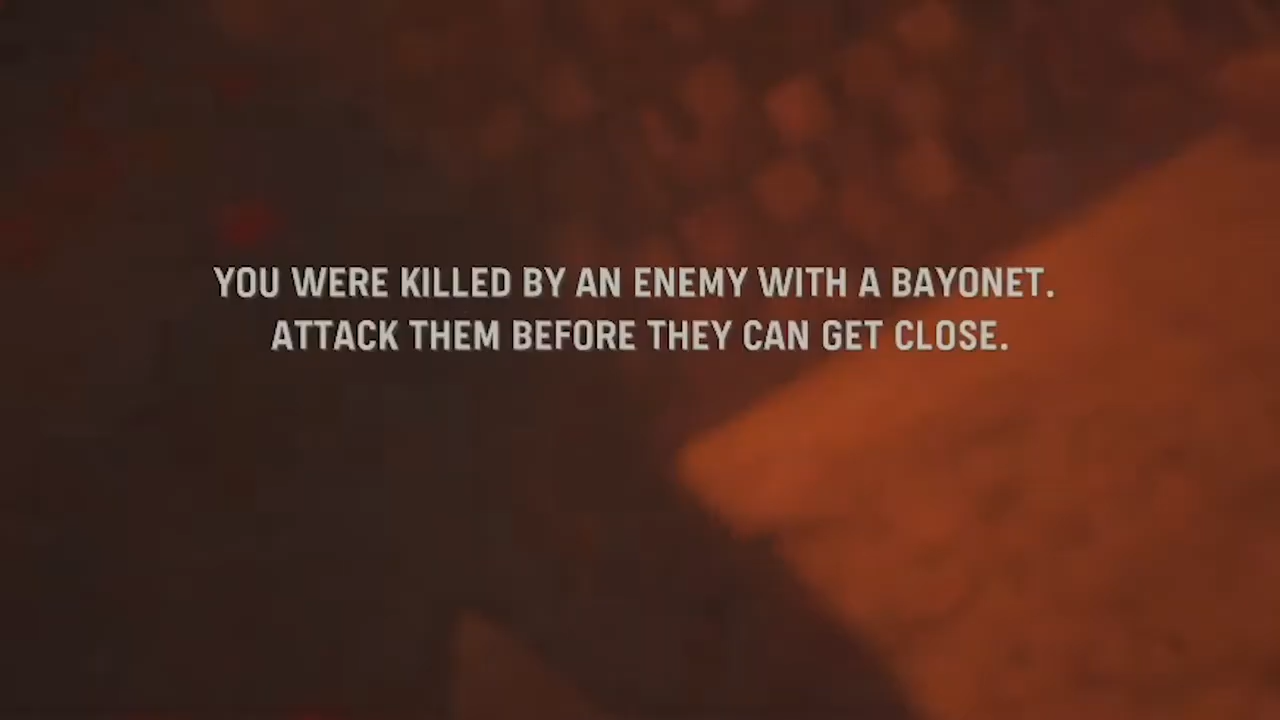 YOU WERE KILLED BY AN ENEMY WITH A BAYONET.
ATTACK THEM BEFORE THEY CAN GET CLOSE.